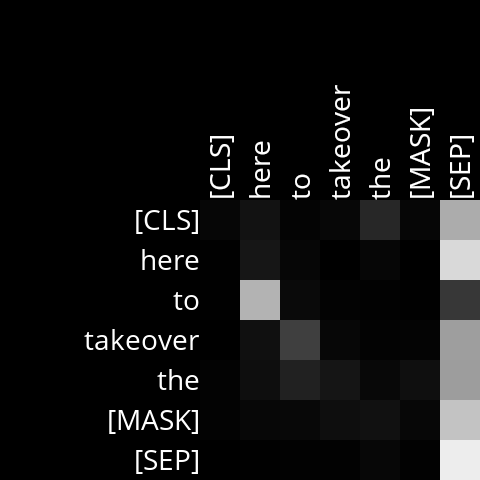 [CLS] here to takeover the [MASK] [SEP]
[CLS]
here
to
takeover
the
[MASK]
[SEP]